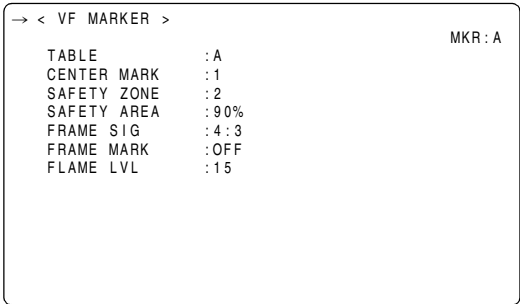 → < VF MARKER >
MKR:A
TABLE :A
CENTER MARK :1
SAFETY ZONE :2
SAFETY AREA :90%
FRAME SIG :4:3
FRAME MARK :OFF
FLAME LVL :15